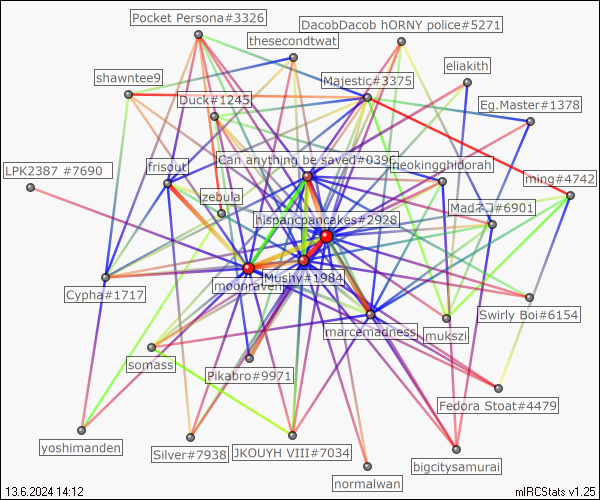 Pocket Persona#3326
DacobDacob hORNY police#5271
thesecondtwat
eliakith
shawntee9
Majestic#3375
Duck#1245
Eg.Master#1378
LPK2387 #7690
frisout
Can anything be saved#0396
neokingghidorah
ming#4742
zebula
hispancpancakes#2928
#6901
Mushy#1984
moonraven
Cypha#1717
Swirly Boi#6154
marcemadness
mukszi
somass
Pikabro#9971
Fedora Stoat#4479
yoshimanden
Silver#7938
JKOUYH VIII#7034
bigcitysamurai
normalwan
13.6.2024 14:12
mIRCStats v1.25